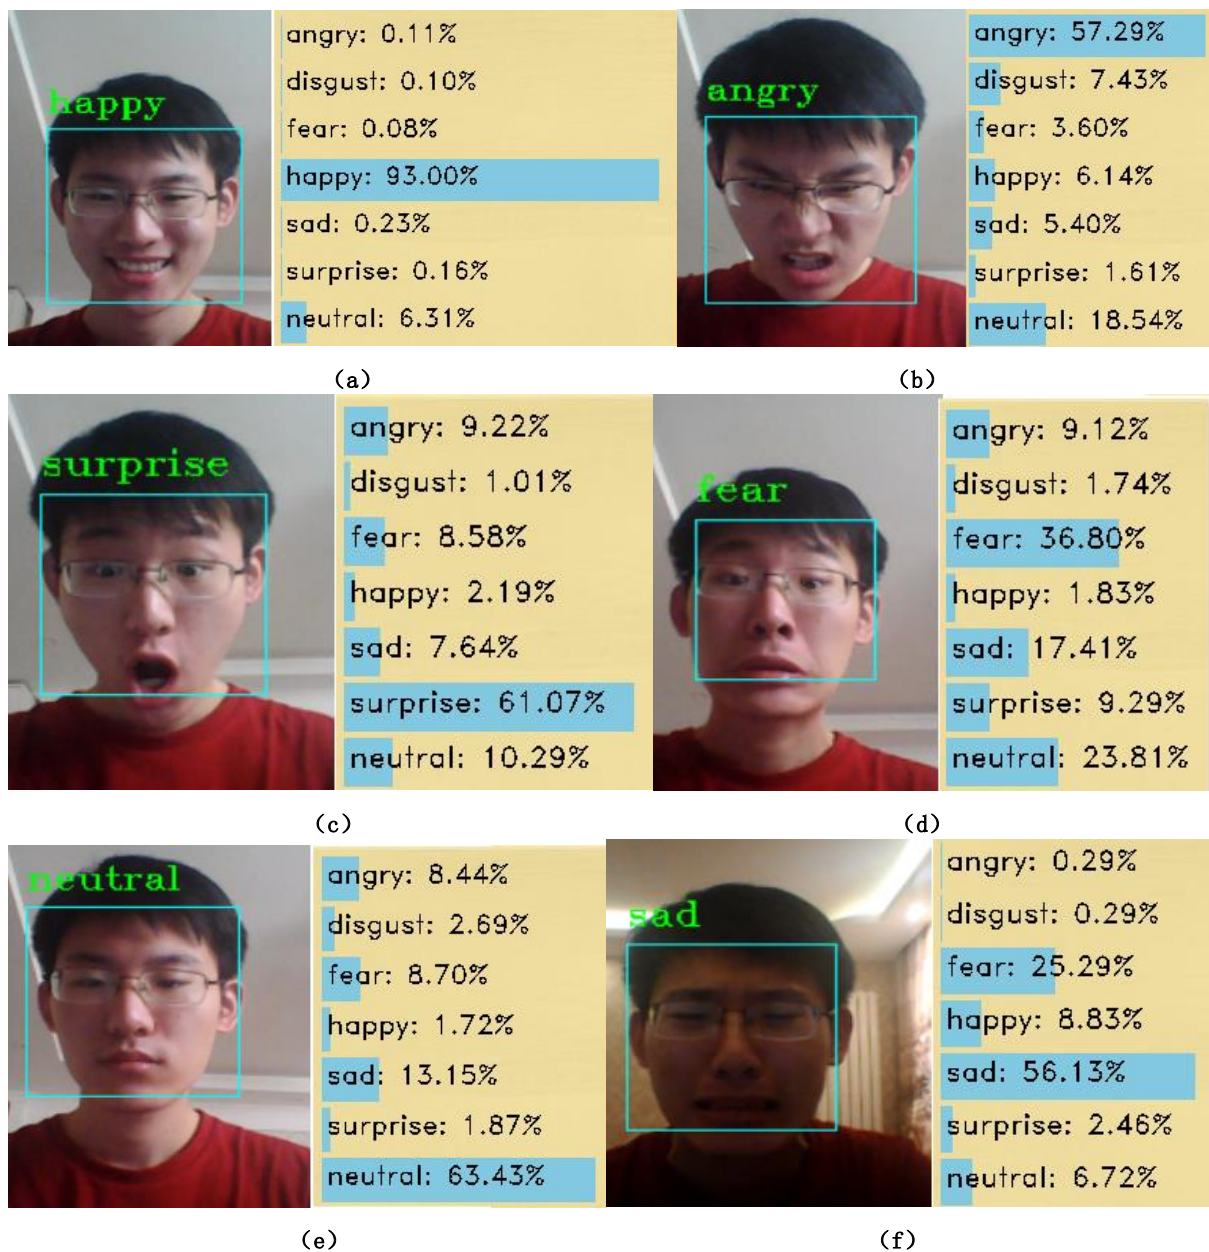 happy
angry: 0.11%
disgust: 0.10%
fear: 0.08%
happy: 93.00%
sad: 0.23%
surprise: 0.16%
neutral: 6.31%
(a)
angry
angry: 57.29%
disgust: 7.43%
fear: 3.60%
happy: 6.14%
sad: 5.40%
surprise: 1.61%
neutral: 18.54%
(b)
surprise
angry: 9.22%
disgust: 1.01%
fear: 8.58%
happy: 2.19%
sad: 7.64%
surprise: 61.07%
neutral: 10.29%
(c)
fear
angry: 9.12%
disgust: 1.74%
fear: 36.80%
happy: 1.83%
sad: 17.41%
surprise: 9.29%
neutral: 23.81%
(d)
neutral
angry: 8.44%
disgust: 2.69%
fear: 8.70%
happy: 1.72%
sad: 13.15%
surprise: 1.87%
neutral: 63.43%
(e)
sad
angry: 0.29%
disgust: 0.29%
fear: 25.29%
happy: 8.83%
sad: 56.13%
surprise: 2.46%
neutral: 6.72%
(f)